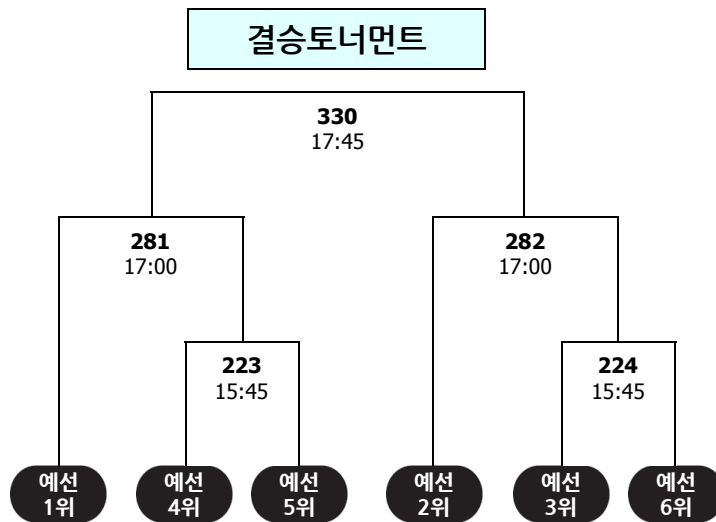 결승토너먼트
330
17:45
281
17:00
282
17:00
223
15:45
224
15:45
예선
1위
예선
4위
예선
5위
예선
2위
예선
3위
예선
6위